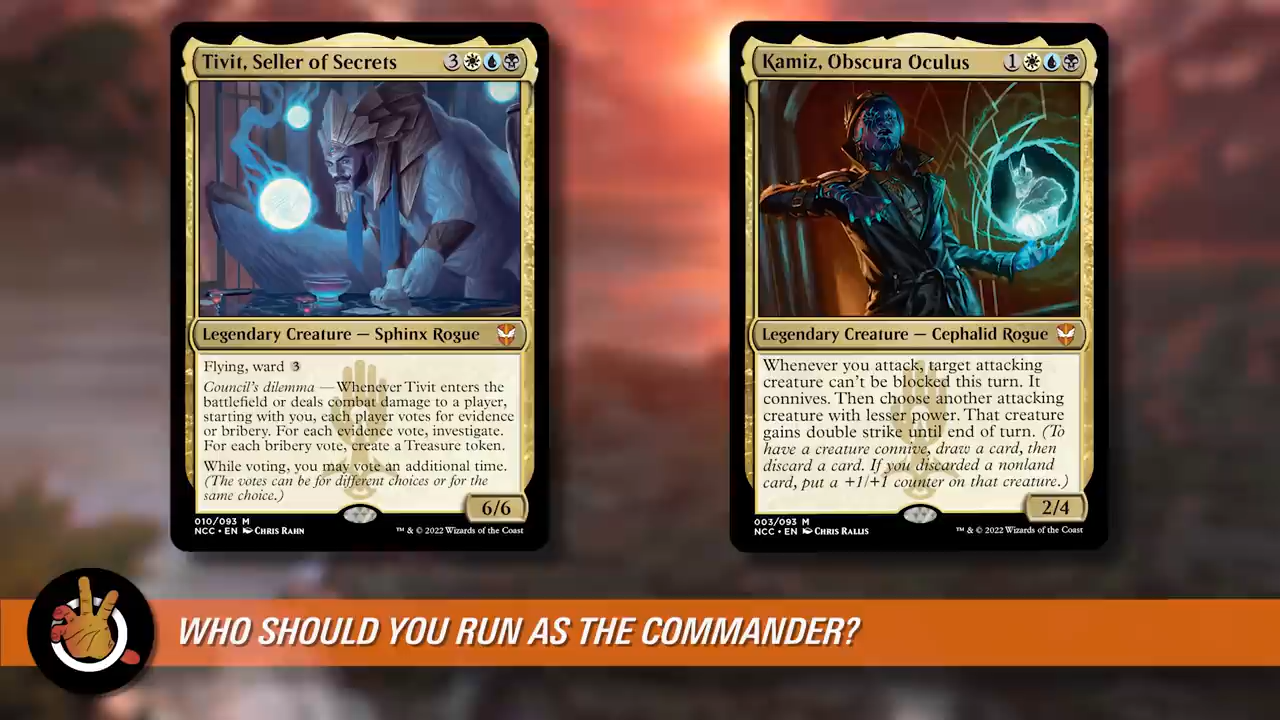 Tivit, Seller of Secrets 3
Legendary Creature — Sphinx Rogue
Flying, ward 3
Council's dilemma — Whenever Tivit enters the
battlefield or deals combat damage to a player,
starting with you, each player votes for evidence
or bribery. For each evidence vote, investigate.
For each bribery vote, create a Treasure token.
While voting, you may vote an additional time.
(The votes can be for different choices or for the
same choice.)
6/6
010/093 M
NCC • EN Chris Rahn
™ & © 2022 Wizards of the Coast
Kamiz, Obscura Oculus 1
Legendary Creature — Cephalid Rogue
Whenever you attack, target attacking
creature can't be blocked this turn. It
connives. Then choose another attacking
creature with lesser power. That creature
gains double strike until end of turn. (To
have a creature connive, draw a card, then
discard a card. If you discarded a nonland
card, put a +1/+1 counter on that creature.)
2/4
003/093 M
NCC • EN Chris Rallis
™ & © 2022 Wizards of the Coast
WHO SHOULD YOU RUN AS THE COMMANDER?